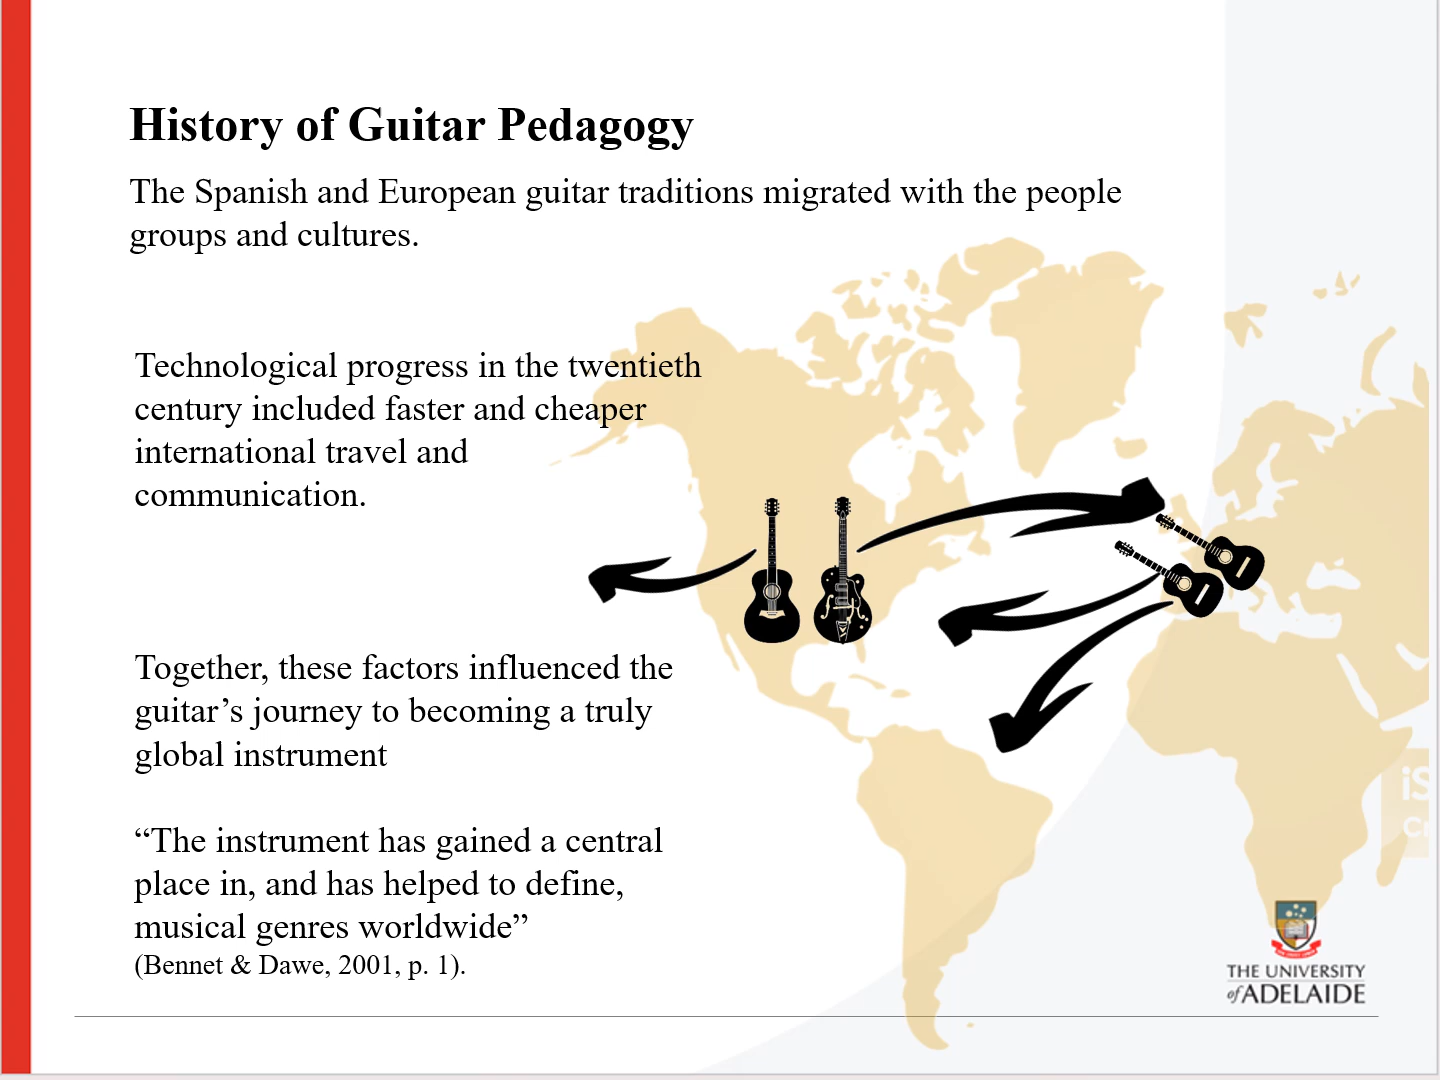 History of Guitar Pedagogy
The Spanish and European guitar traditions migrated with the people
groups and cultures.
Technological progress in the twentieth
century included faster and cheaper
international travel and
communication.
Together, these factors influenced the
guitar’s journey to becoming a truly
global instrument
“The instrument has gained a central
place in, and has helped to define,
musical genres worldwide”
(Bennet & Dawe, 2001, p. 1).
iS
THE UNIVERSITY
of ADELAIDE